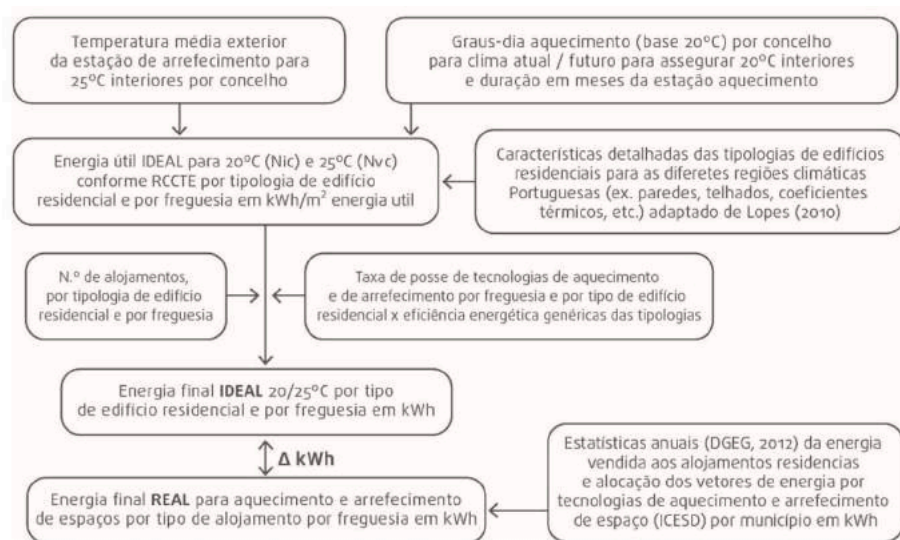 Temperatura média exterior
da estação de arrefecimento para
25ºC interiores por concelho
Graus-dia aquecimento (base 20ºC) por concelho
para clima atual / futuro para assegurar 20ºC interiores
e duração em meses da estação aquecimento
Energia útil IDEAL para 20ºC (Nic) e 25ºC (Nvc)
conforme RCCTE por tipologia de edifício
residencial e por freguesia em kWh/m² energia util
Características detalhadas das tipologias de edifícios
residenciais para as diferetes regiões climáticas
Portuguesas (ex. paredes, telhados, coeficientes
térmicos, etc.) adaptado de Lopes (2010)
N.º de alojamentos,
por tipologia de edifício
residencial e por freguesia
Taxa de posse de tecnologias de aquecimento
e de arrefecimento por freguesia e por tipo de edifício
residencial x eficiência energética genéricas das tipologias
Energia final IDEAL 20/25ºC por tipo
de edifício residencial e por freguesia em kWh
Δ kWh
Energia final REAL para aquecimento e arrefecimento
de espaços por tipo de alojamento por freguesia em kWh
Estatísticas anuais (DGEG, 2012) da energia
vendida aos alojamentos residencias
e alocação dos vetores de energia por
tecnologias de aquecimento e arrefecimento
de espaço (ICESD) por município em kWh